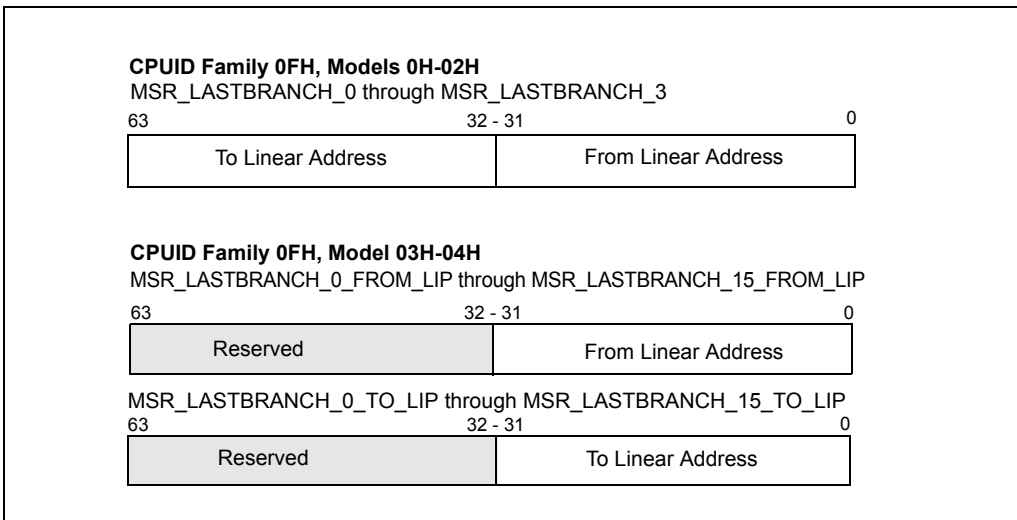 CPUID Family 0FH, Models 0H-02H
MSR_LASTBRANCH_0 through MSR_LASTBRANCH_3
63 32 - 31 0
To Linear Address From Linear Address
CPUID Family 0FH, Model 03H-04H
MSR_LASTBRANCH_0_FROM_LIP through MSR_LASTBRANCH_15_FROM_LIP
63 32 - 31 0
Reserved From Linear Address
MSR_LASTBRANCH_0_TO_LIP through MSR_LASTBRANCH_15_TO_LIP
63 32 - 31 0
Reserved To Linear Address